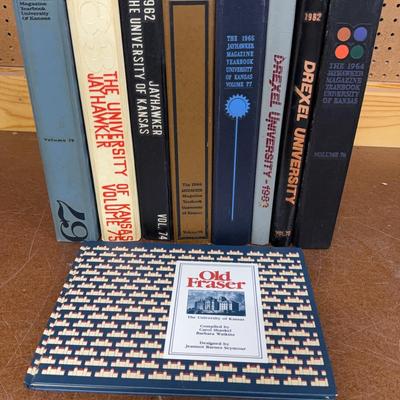 Magazine
Yearbook
University
of Kansas
Volume 79
67
THE UNIVERSITY OF KANSAS
JAYHAWKER VOLUME 75
1962
THE UNIVERSITY OF KANSAS
JAYHAWKER
VOL. 74
The 1966
JAYHAWKER
Magazine
Yearbook
University
of Kansas
THE 1965
JAYHAWKER
MAGAZINE
YEARBOOK
UNIVERSITY
OF KANSAS
VOLUME 77
DREXEL UNIVERSITY - 1983
1982
DREXEL UNIVERSITY
THE 1964
JAYHAWKER
MAGAZINE
YEARBOOK
UNIVERSITY
OF KANSAS
VOLUME 76
Old
Fraser
The University of Kansas
Compiled by
Carol Shankel
Barbara Watkins
Designed by
Jeannot Barnes Seymour